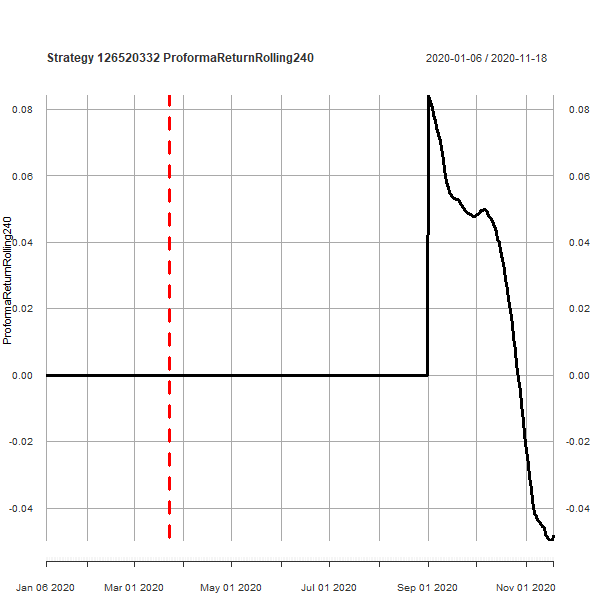 Strategy 126520332 ProformaReturnRolling240
2020-01-06 / 2020-11-18
ProformaReturnRolling240
0.08
0.06
0.04
0.02
0.00
-0.02
-0.04
0.08
0.06
0.04
0.02
0.00
-0.02
-0.04
Jan 06 2020
Mar 01 2020
May 01 2020
Jul 01 2020
Sep 01 2020
Nov 01 2020